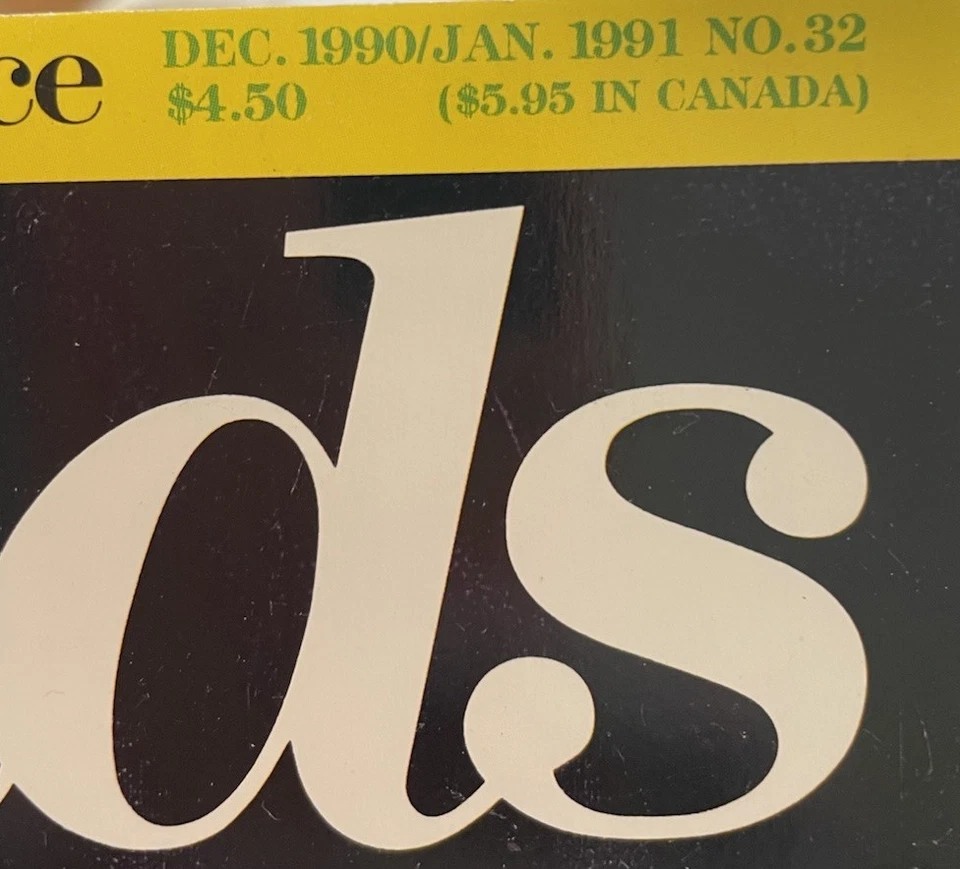 ce DEC. 1990/JAN. 1991 NO. 32
$4.50 ($5.95 IN CANADA)
ds